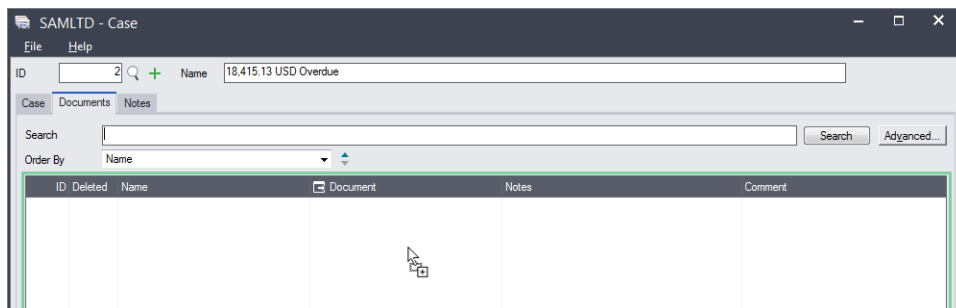 SAMLTD - Case
File Help
ID 2 Name 18,415.13 USD Overdue
Case Documents Notes
Search Search Advanced...
Order By Name
ID Deleted Name Document Notes Comment